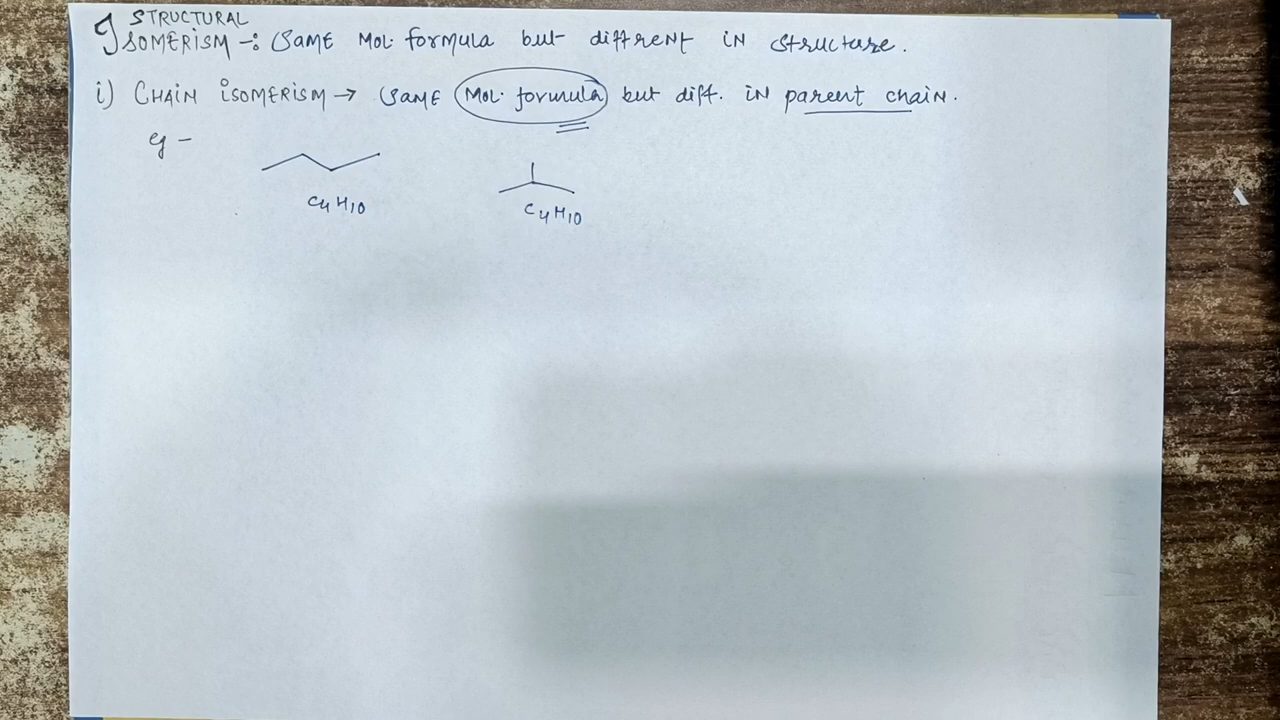 STRUCTURAL
ISOMERISM -: SAME MOL. formula but diffreNt iN structure.
i) CHAiN iSOMERiSM → SAME MOL. formula but diff. iN pareNt chaiN.
eg -
C4H10 C4H10